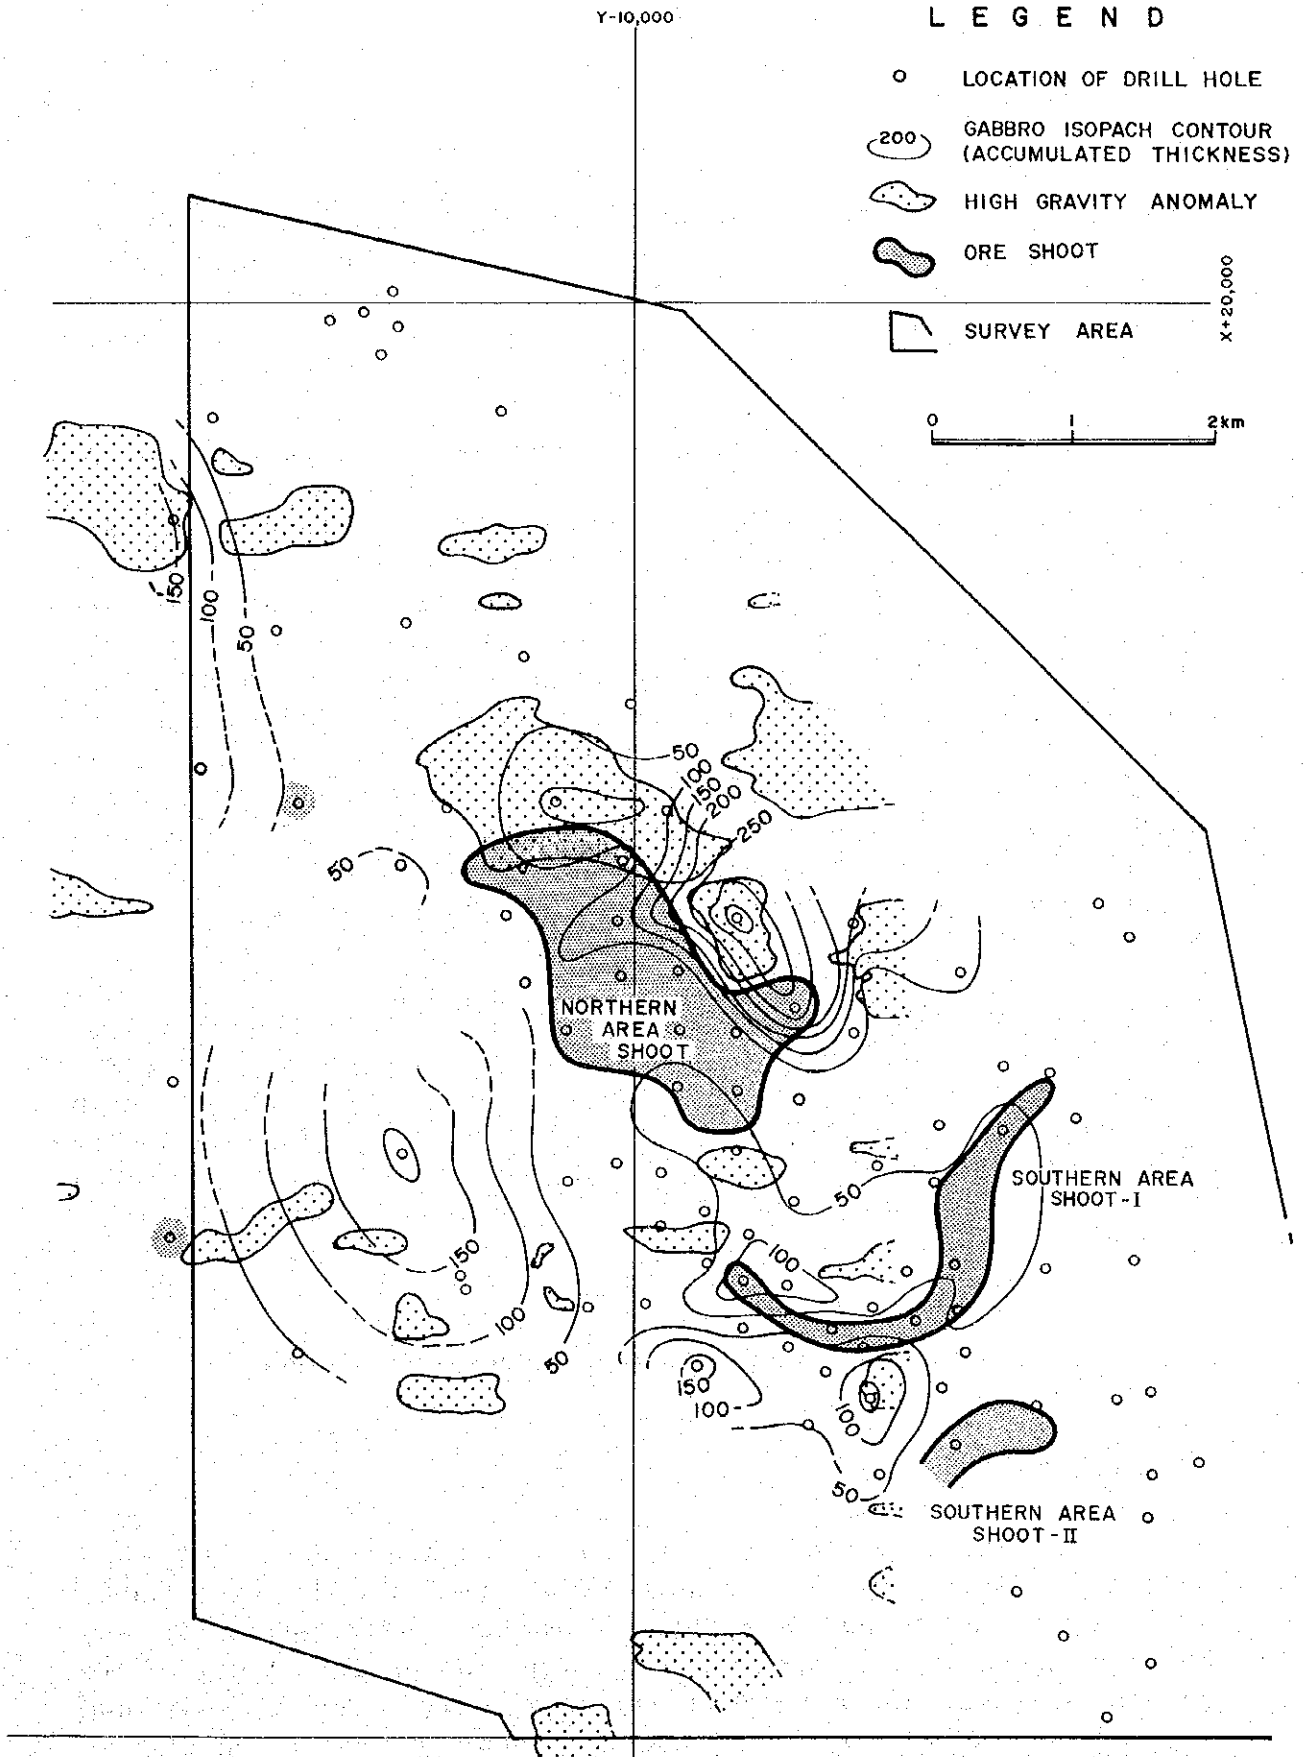 Y-10,000
LEGEND
LOCATION OF DRILL HOLE
200
GABBRO ISOPACH CONTOUR
(ACCUMULATED THICKNESS)
HIGH GRAVITY ANOMALY
ORE SHOOT
X+20,000
SURVEY AREA
0 1 2km
150
100
50
50
100
150
200
250
50
NORTHERN
AREA
SHOOT
SOUTHERN AREA
SHOOT-I
50
100
150
100
50
150
100
100
50
SOUTHERN AREA
SHOOT-II